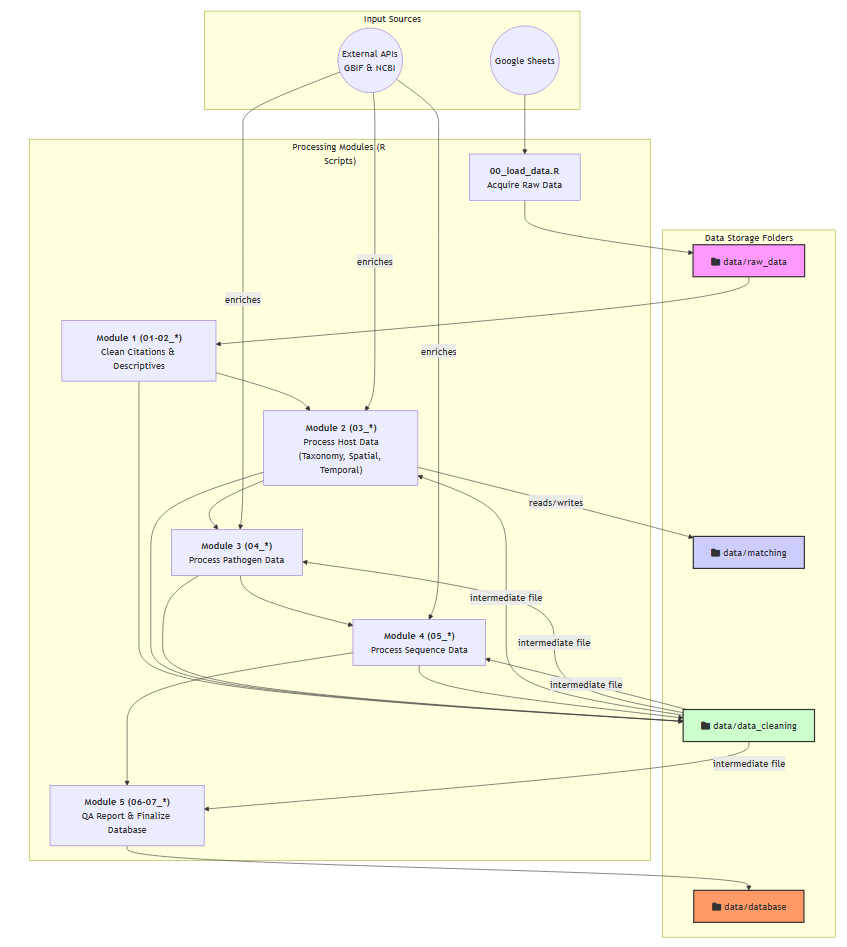 Input Sources
External APIs
GBIF & NCBI
Google Sheets
Processing Modules (R
Scripts)
00_load_data.R
Acquire Raw Data
Data Storage Folders
data/raw_data
enriches
enriches
enriches
Module 1 (01-02_*)
Clean Citations &
Descriptives
Module 2 (03_*)
Process Host Data
(Taxonomy, Spatial,
Temporal)
reads/writes
Module 3 (04_*)
Process Pathogen Data
data/matching
intermediate file
Module 4 (05_*)
Process Sequence Data
intermediate file
intermediate file
data/data_cleaning
intermediate file
Module 5 (06-07_*)
QA Report & Finalize
Database
data/database